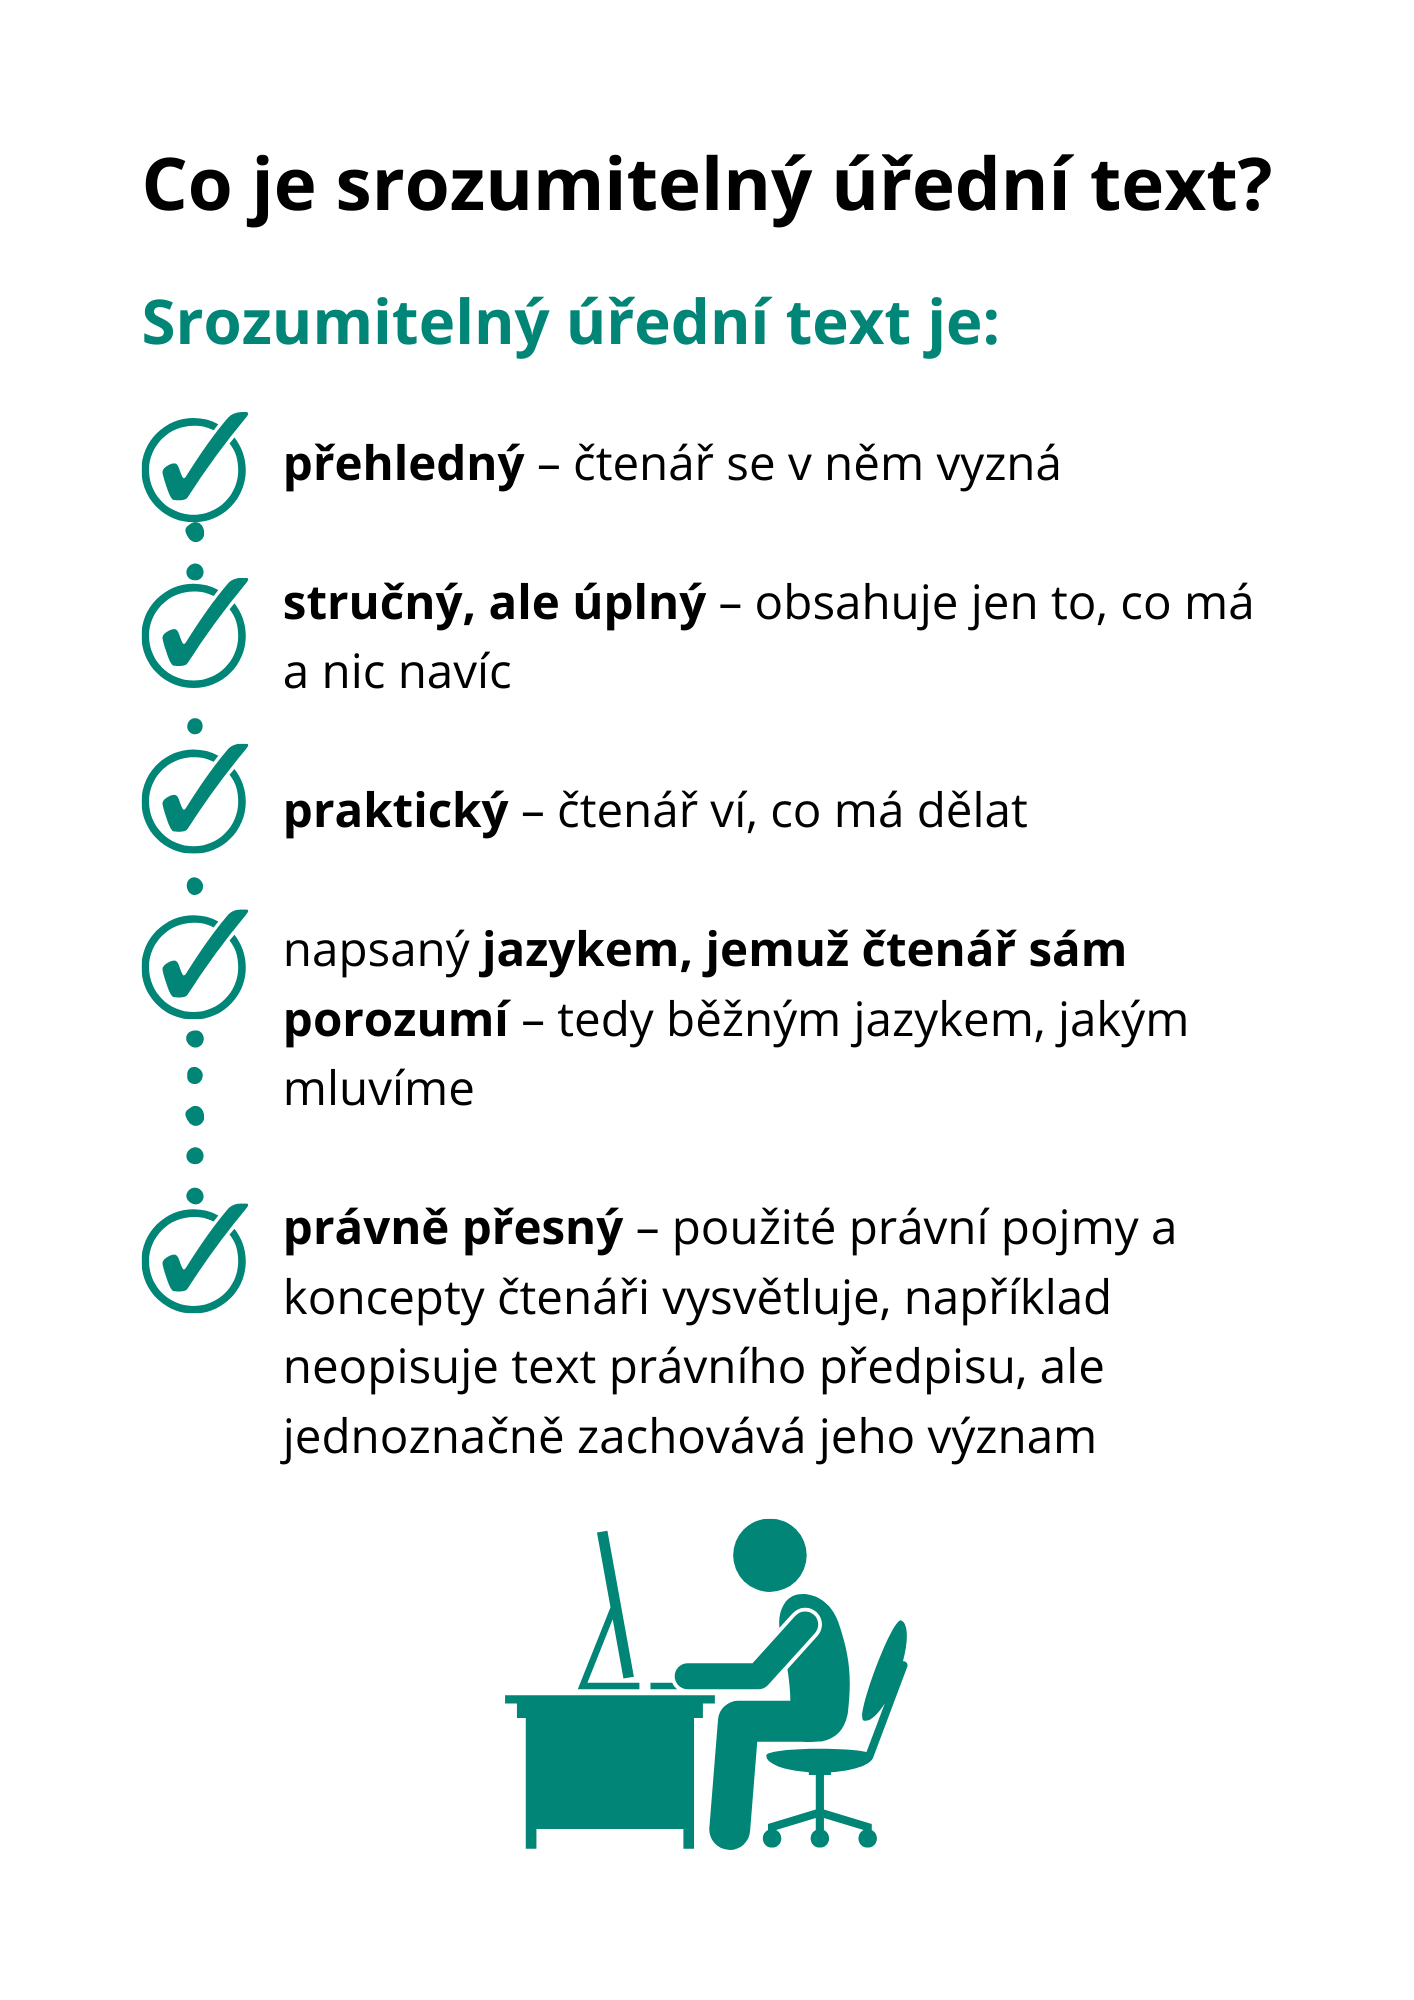 Co je srozumitelný úřední text?
Srozumitelný úřední text je:
přehledný – čtenář se v něm vyzná
stručný, ale úplný – obsahuje jen to, co má
a nic navíc
praktický – čtenář ví, co má dělat
napsaný jazykem, jemuž čtenář sám
porozumí – tedy běžným jazykem, jakým
mluvíme
právně přesný – použité právní pojmy a
koncepty čtenáři vysvětluje, například
neopisuje text právního předpisu, ale
jednoznačně zachovává jeho význam